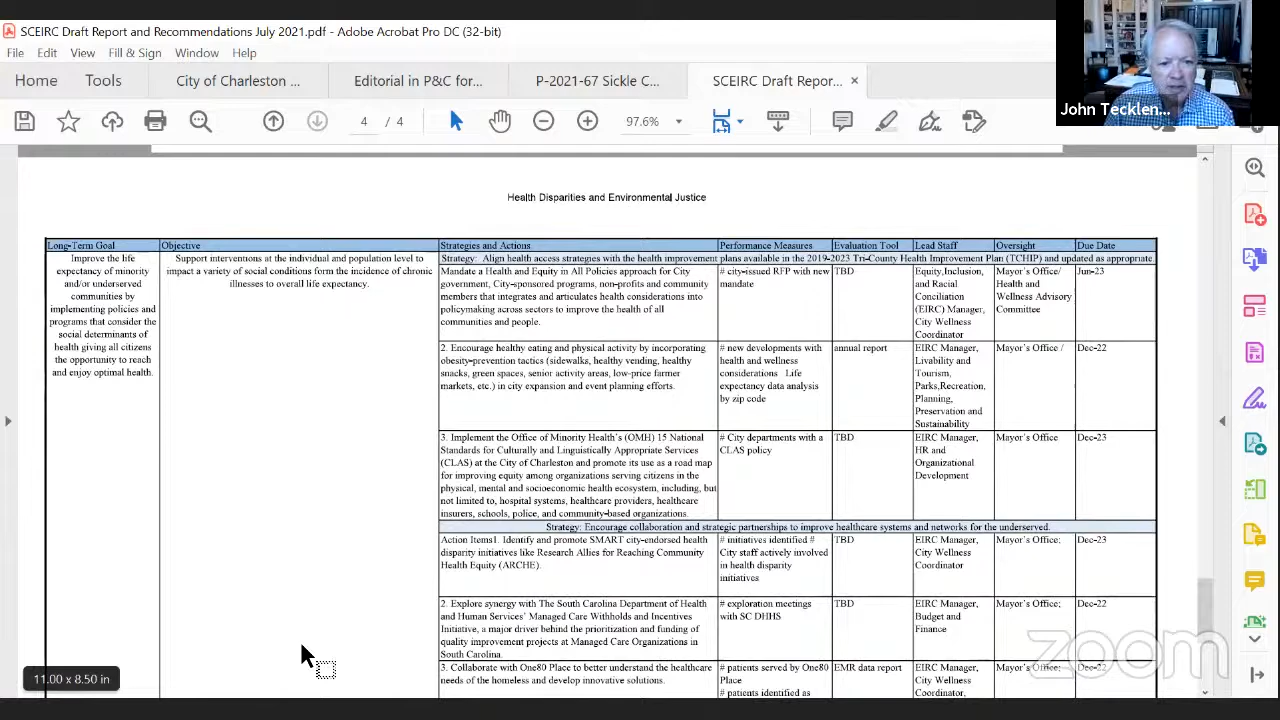 SCEIRC Draft Report and Recommendations July 2021.pdf - Adobe Acrobat Pro DC (32-bit)
File Edit View Fill & Sign Window Help
Home Tools City of Charleston ... Editorial in P&C for... P-2021-67 Sickle C... SCEIRC Draft Repor... ×
4 / 4 97.6%
John Tecklen...
Health Disparities and Environmental Justice
Long-Term Goal Objective Strategies and Actions Performance Measures Evaluation Tool Lead Staff Oversight Due Date
Improve the life
expectancy of minority
and/or underserved
communities by
implementing policies and
programs that consider the
social determinants of
health giving all citizens
the opportunity to reach
and enjoy optimal health.
Support interventions at the individual and population level to
impact a variety of social conditions form the incidence of chronic
illnesses to overall life expectancy.
Strategy: Align health access strategies with the health improvement plans available in the 2019-2023 Tri-County Health Improvement Plan (TCHIP) and updated as appropriate.
Mandate a Health and Equity in All Policies approach for City
government, City-sponsored programs, non-profits and community
members that integrates and articulates health considerations into
policymaking across sectors to improve the health of all
communities and people.
# city-issued RFP with new
mandate
TBD
Equity,Inclusion,
and Racial
Conciliation
(EIRC) Manager,
City Wellness
Coordinator
Mayor's Office/
Health and
Wellness Advisory
Committee
Jun-23
2. Encourage healthy eating and physical activity by incorporating
obesity-prevention tactics (sidewalks, healthy vending, healthy
snacks, green spaces, senior activity areas, low-price farmer
markets, etc.) in city expansion and event planning efforts.
# new developments with
health and wellness
considerations Life
expectancy data analysis
by zip code
annual report
EIRC Manager,
Livability and
Tourism,
Parks,Recreation,
Planning,
Preservation and
Sustainability
Mayor's Office /
Dec-22
3. Implement the Office of Minority Health's (OMH) 15 National
Standards for Culturally and Linguistically Appropriate Services
(CLAS) at the City of Charleston and promote its use as a road map
for improving equity among organizations serving citizens in the
physical, mental and socioeconomic health ecosystem, including, but
not limited to, hospital systems, healthcare providers, healthcare
insurers, schools, police, and community-based organizations.
# City departments with a
CLAS policy
TBD
EIRC Manager,
HR and
Organizational
Development
Mayor's Office
Dec-23
Strategy: Encourage collaboration and strategic partnerships to improve healthcare systems and networks for the underserved.
Action Items1. Identify and promote SMART city-endorsed health
disparity initiatives like Research Allies for Reaching Community
Health Equity (ARCHE).
# initiatives identified #
City staff actively involved
in health disparity
initiatives
TBD
EIRC Manager,
City Wellness
Coordinator
Mayor's Office;
Dec-23
2. Explore synergy with The South Carolina Department of Health
and Human Services' Managed Care Withholds and Incentives
Initiative, a major driver behind the prioritization and funding of
quality improvement projects at Managed Care Organizations in
South Carolina.
# exploration meetings
with SC DHHS
TBD
EIRC Manager,
Budget and
Finance
Mayor's Office;
Dec-22
3. Collaborate with One80 Place to better understand the healthcare
needs of the homeless and develop innovative solutions.
# patients served by One80
Place
# patients identified as
EMR data report
EIRC Manager,
City Wellness
Coordinator,
Mayor's Office;
Dec-22
11.00 x 8.50 in
zoom